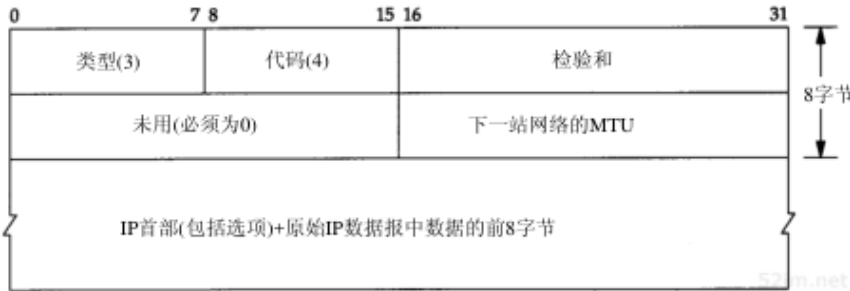 0 7 8 15 16 31
类型(3) 代码(4) 检验和
8字节
未用(必须为0) 下一站网络的MTU
IP首部(包括选项)+原始IP数据报中数据的前8字节